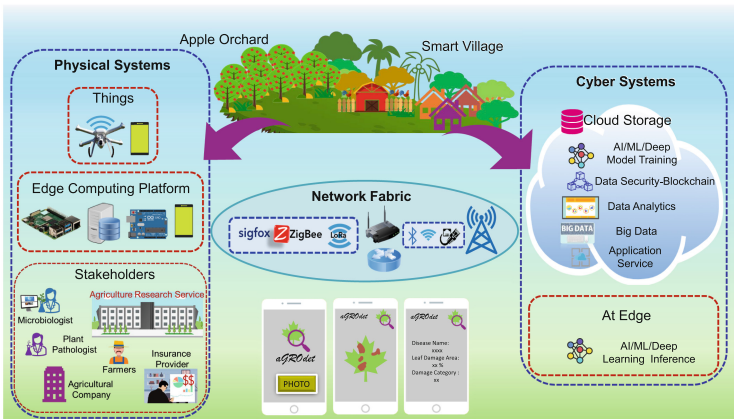 Apple Orchard
Smart Village
Physical Systems
Things
Edge Computing Platform
Stakeholders
Agriculture Research Service
Microbiologist
Plant
Pathologist
Farmers
Insurance
Provider
$$
Agricultural
Company
Network Fabric
sigfox
ZigBee
LoRa
aGROdet
PHOTO
aGROdet
aGROdet
Disease Name:
xxxx
Leaf Damage Area:
xx %
Damage Category :
xx
Cyber Systems
Cloud Storage
AI/ML/Deep
Model Training
Data Security-Blockchain
Data Analytics
BIG DATA
Big Data
Application
Service
At Edge
AI/ML/Deep
Learning Inference